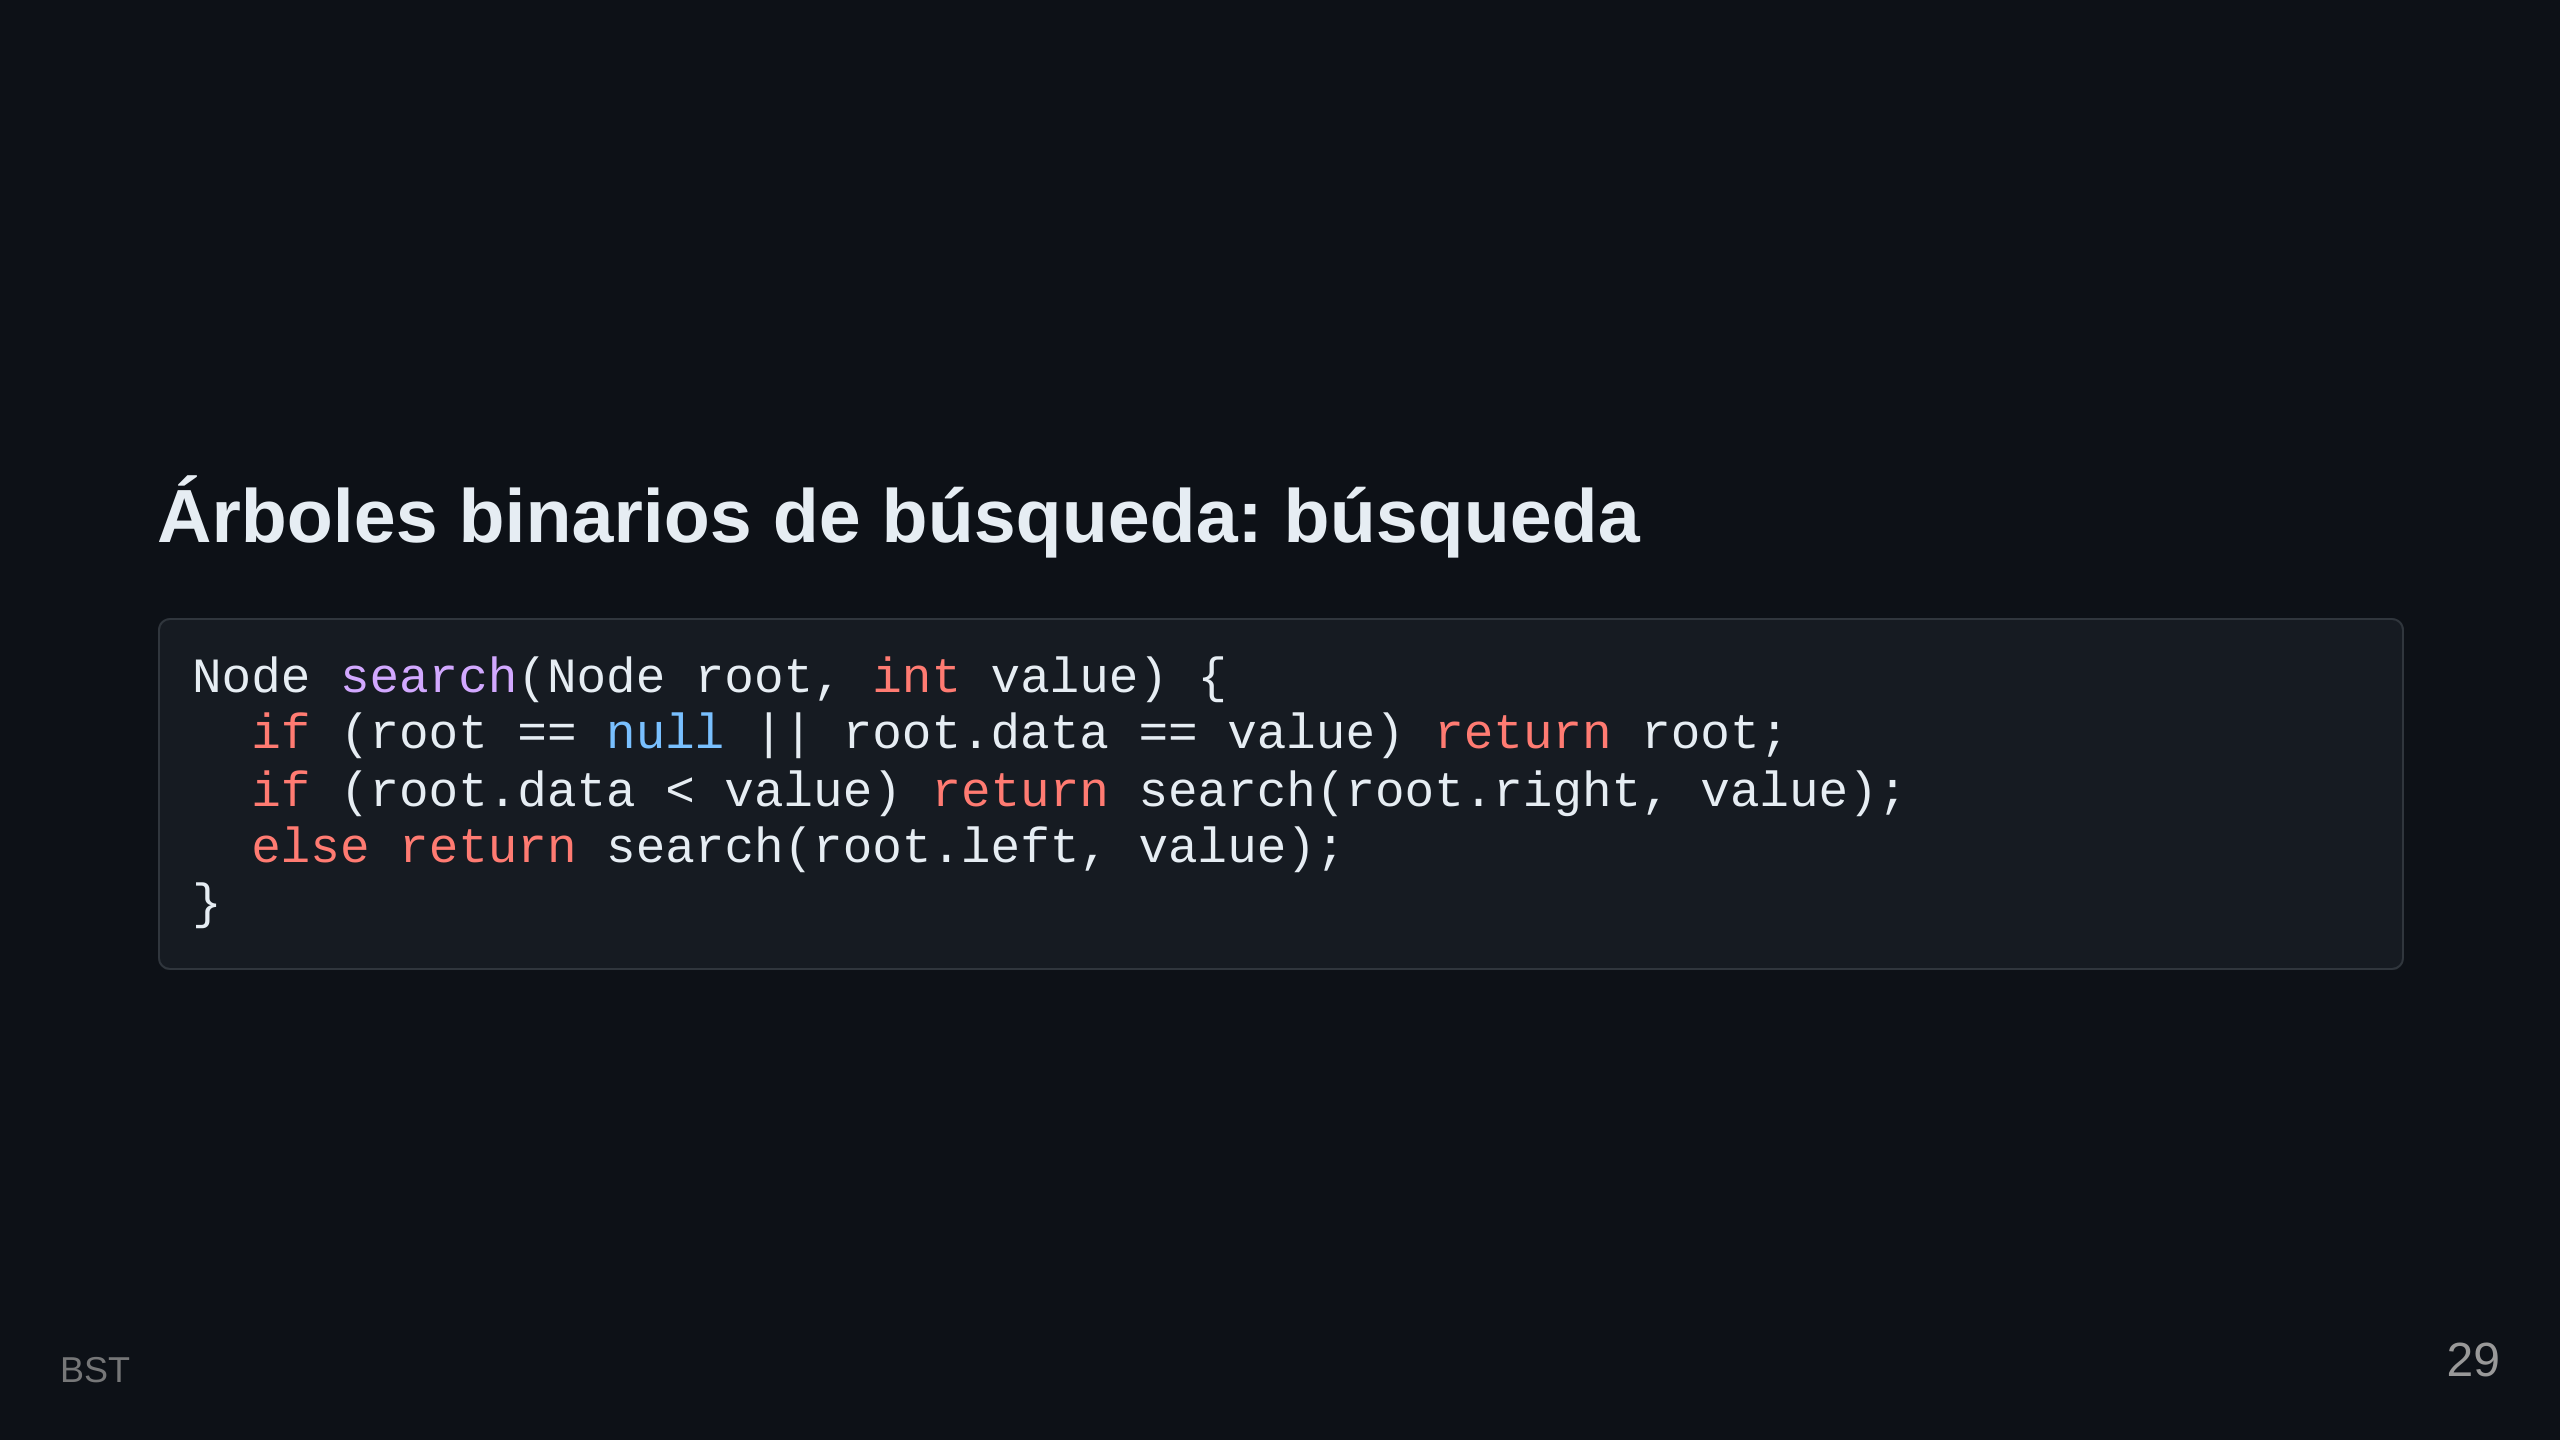 Árboles binarios de búsqueda: búsqueda
Node search(Node root, int value) {
  if (root == null || root.data == value) return root;
  if (root.data < value) return search(root.right, value);
  else return search(root.left, value);
}
BST
29